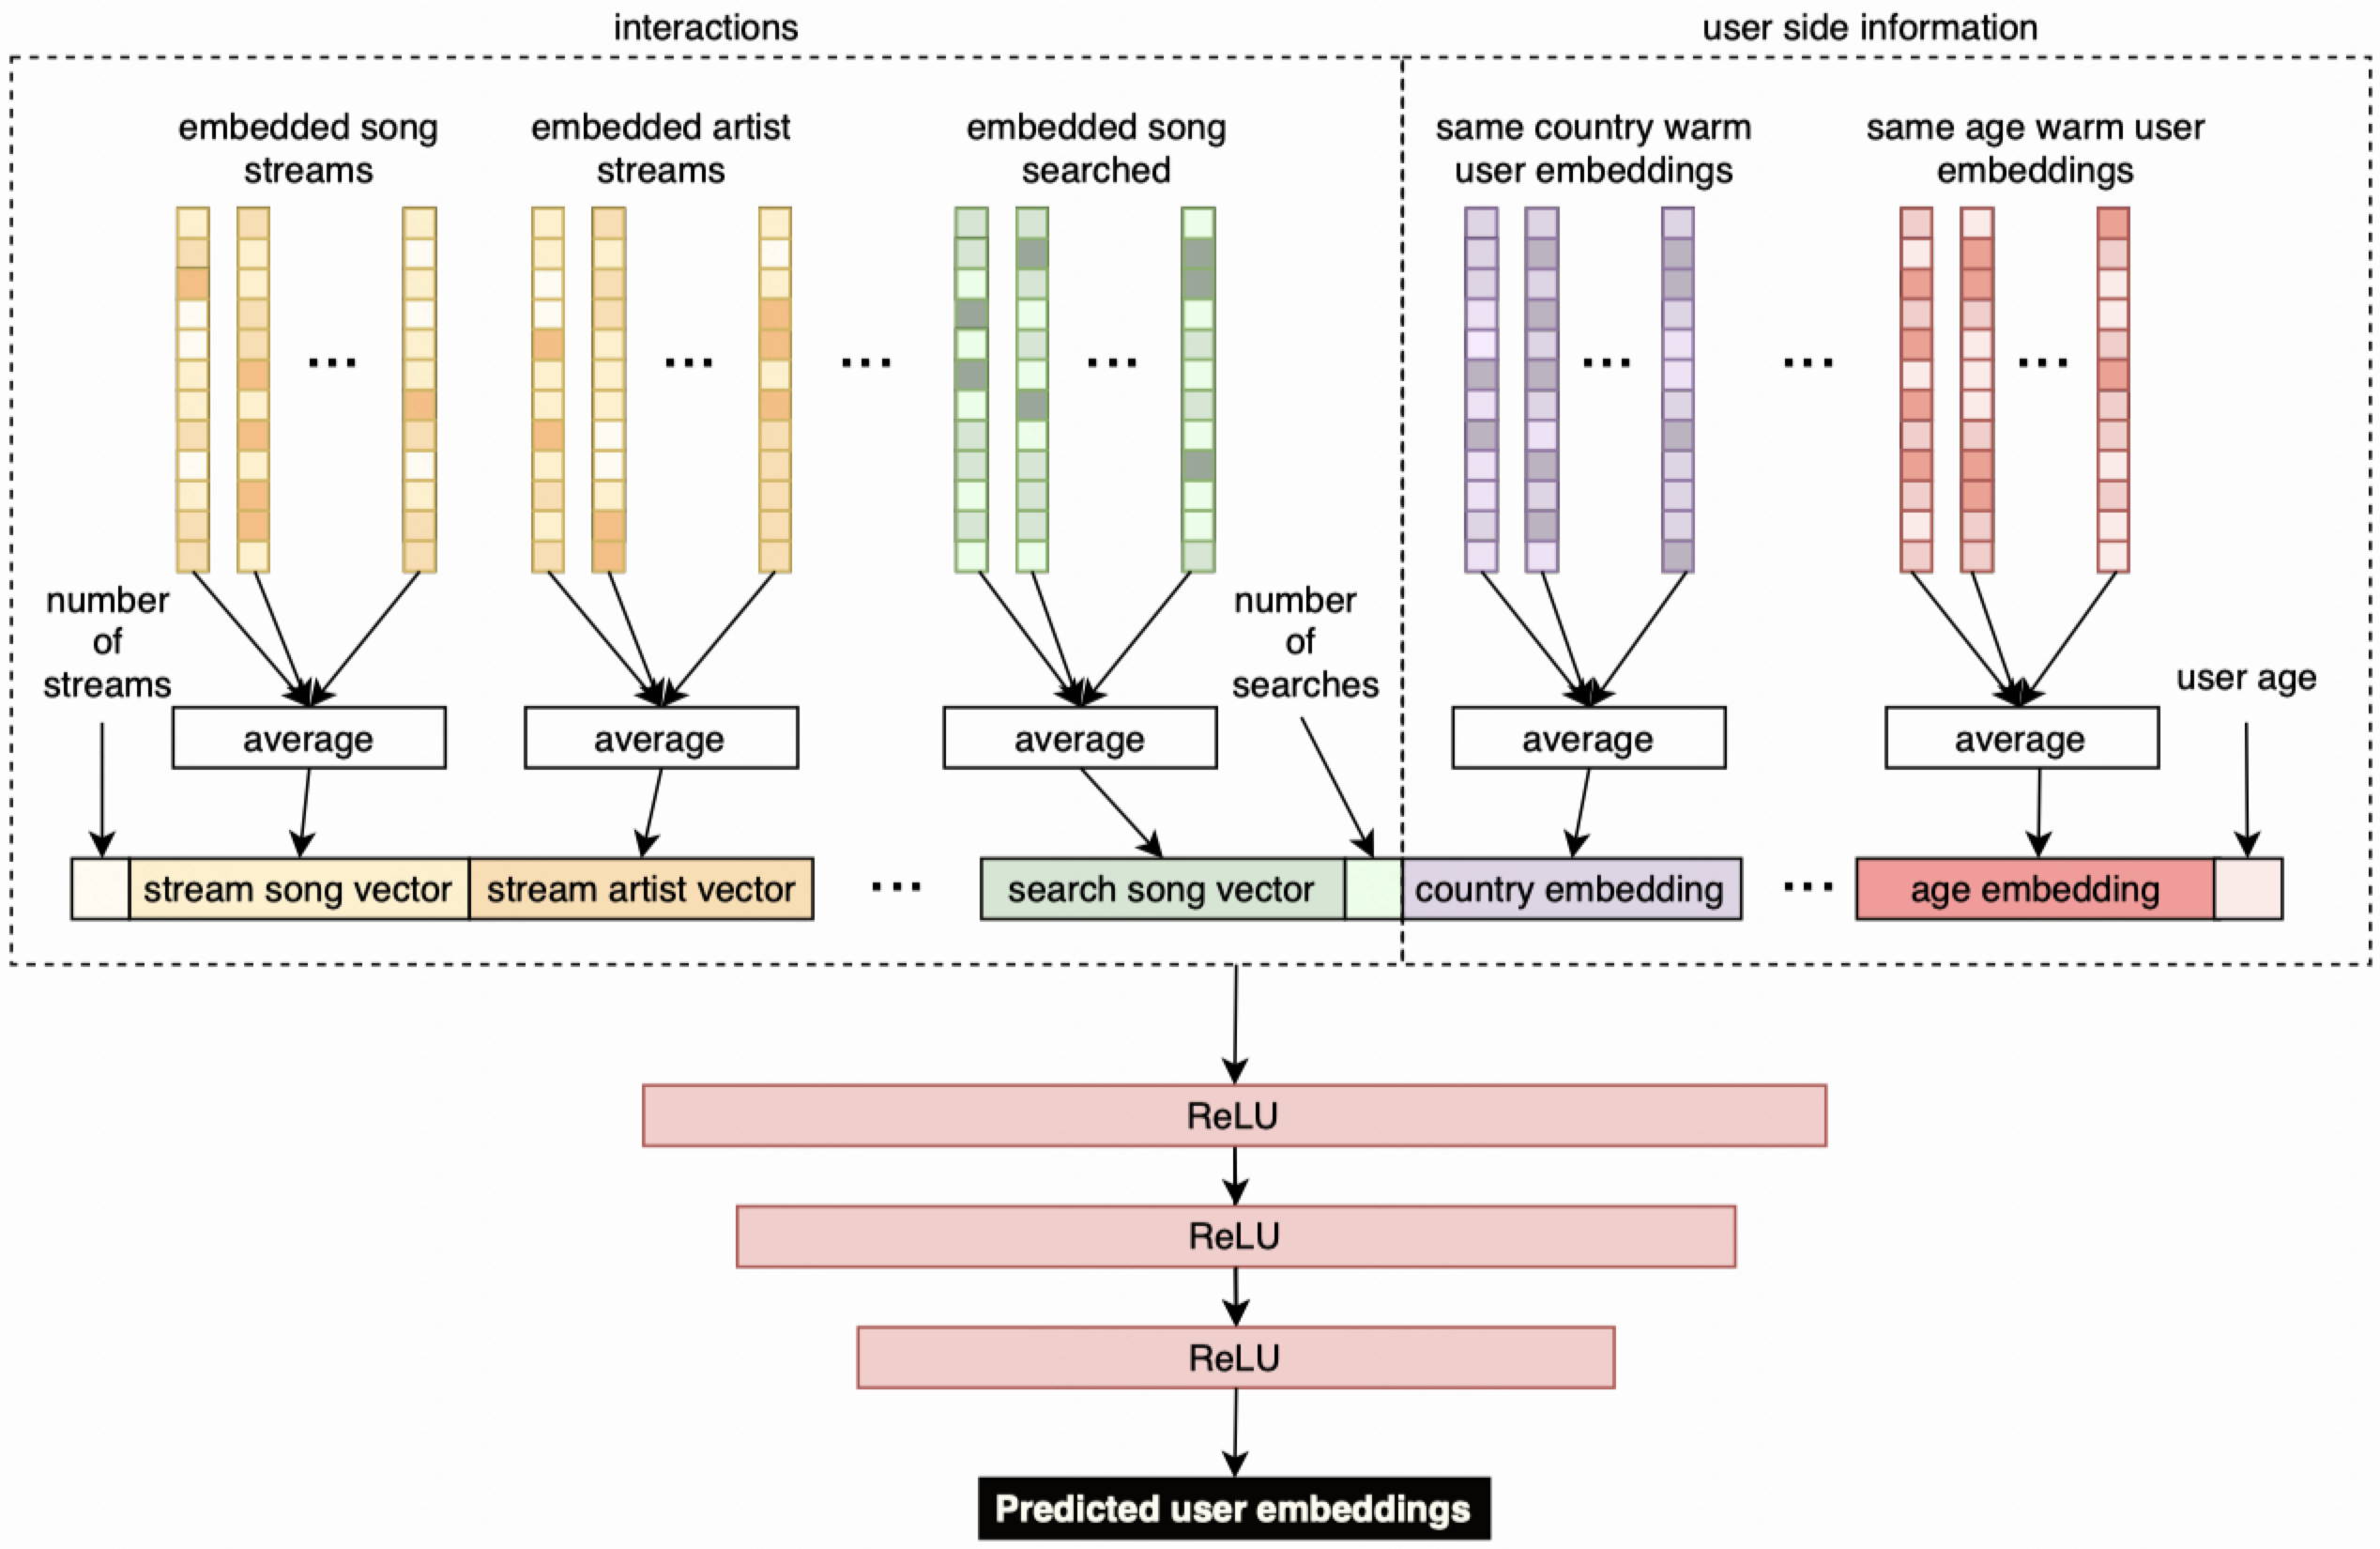 interactions
user side information
embedded song
streams
embedded artist
streams
embedded song
searched
same country warm
user embeddings
same age warm user
embeddings
...
...
...
...
...
...
...
number
of
streams
number
of
searches
user age
average
average
average
average
average
stream song vector
stream artist vector
...
search song vector
country embedding
...
age embedding
ReLU
ReLU
ReLU
Predicted user embeddings